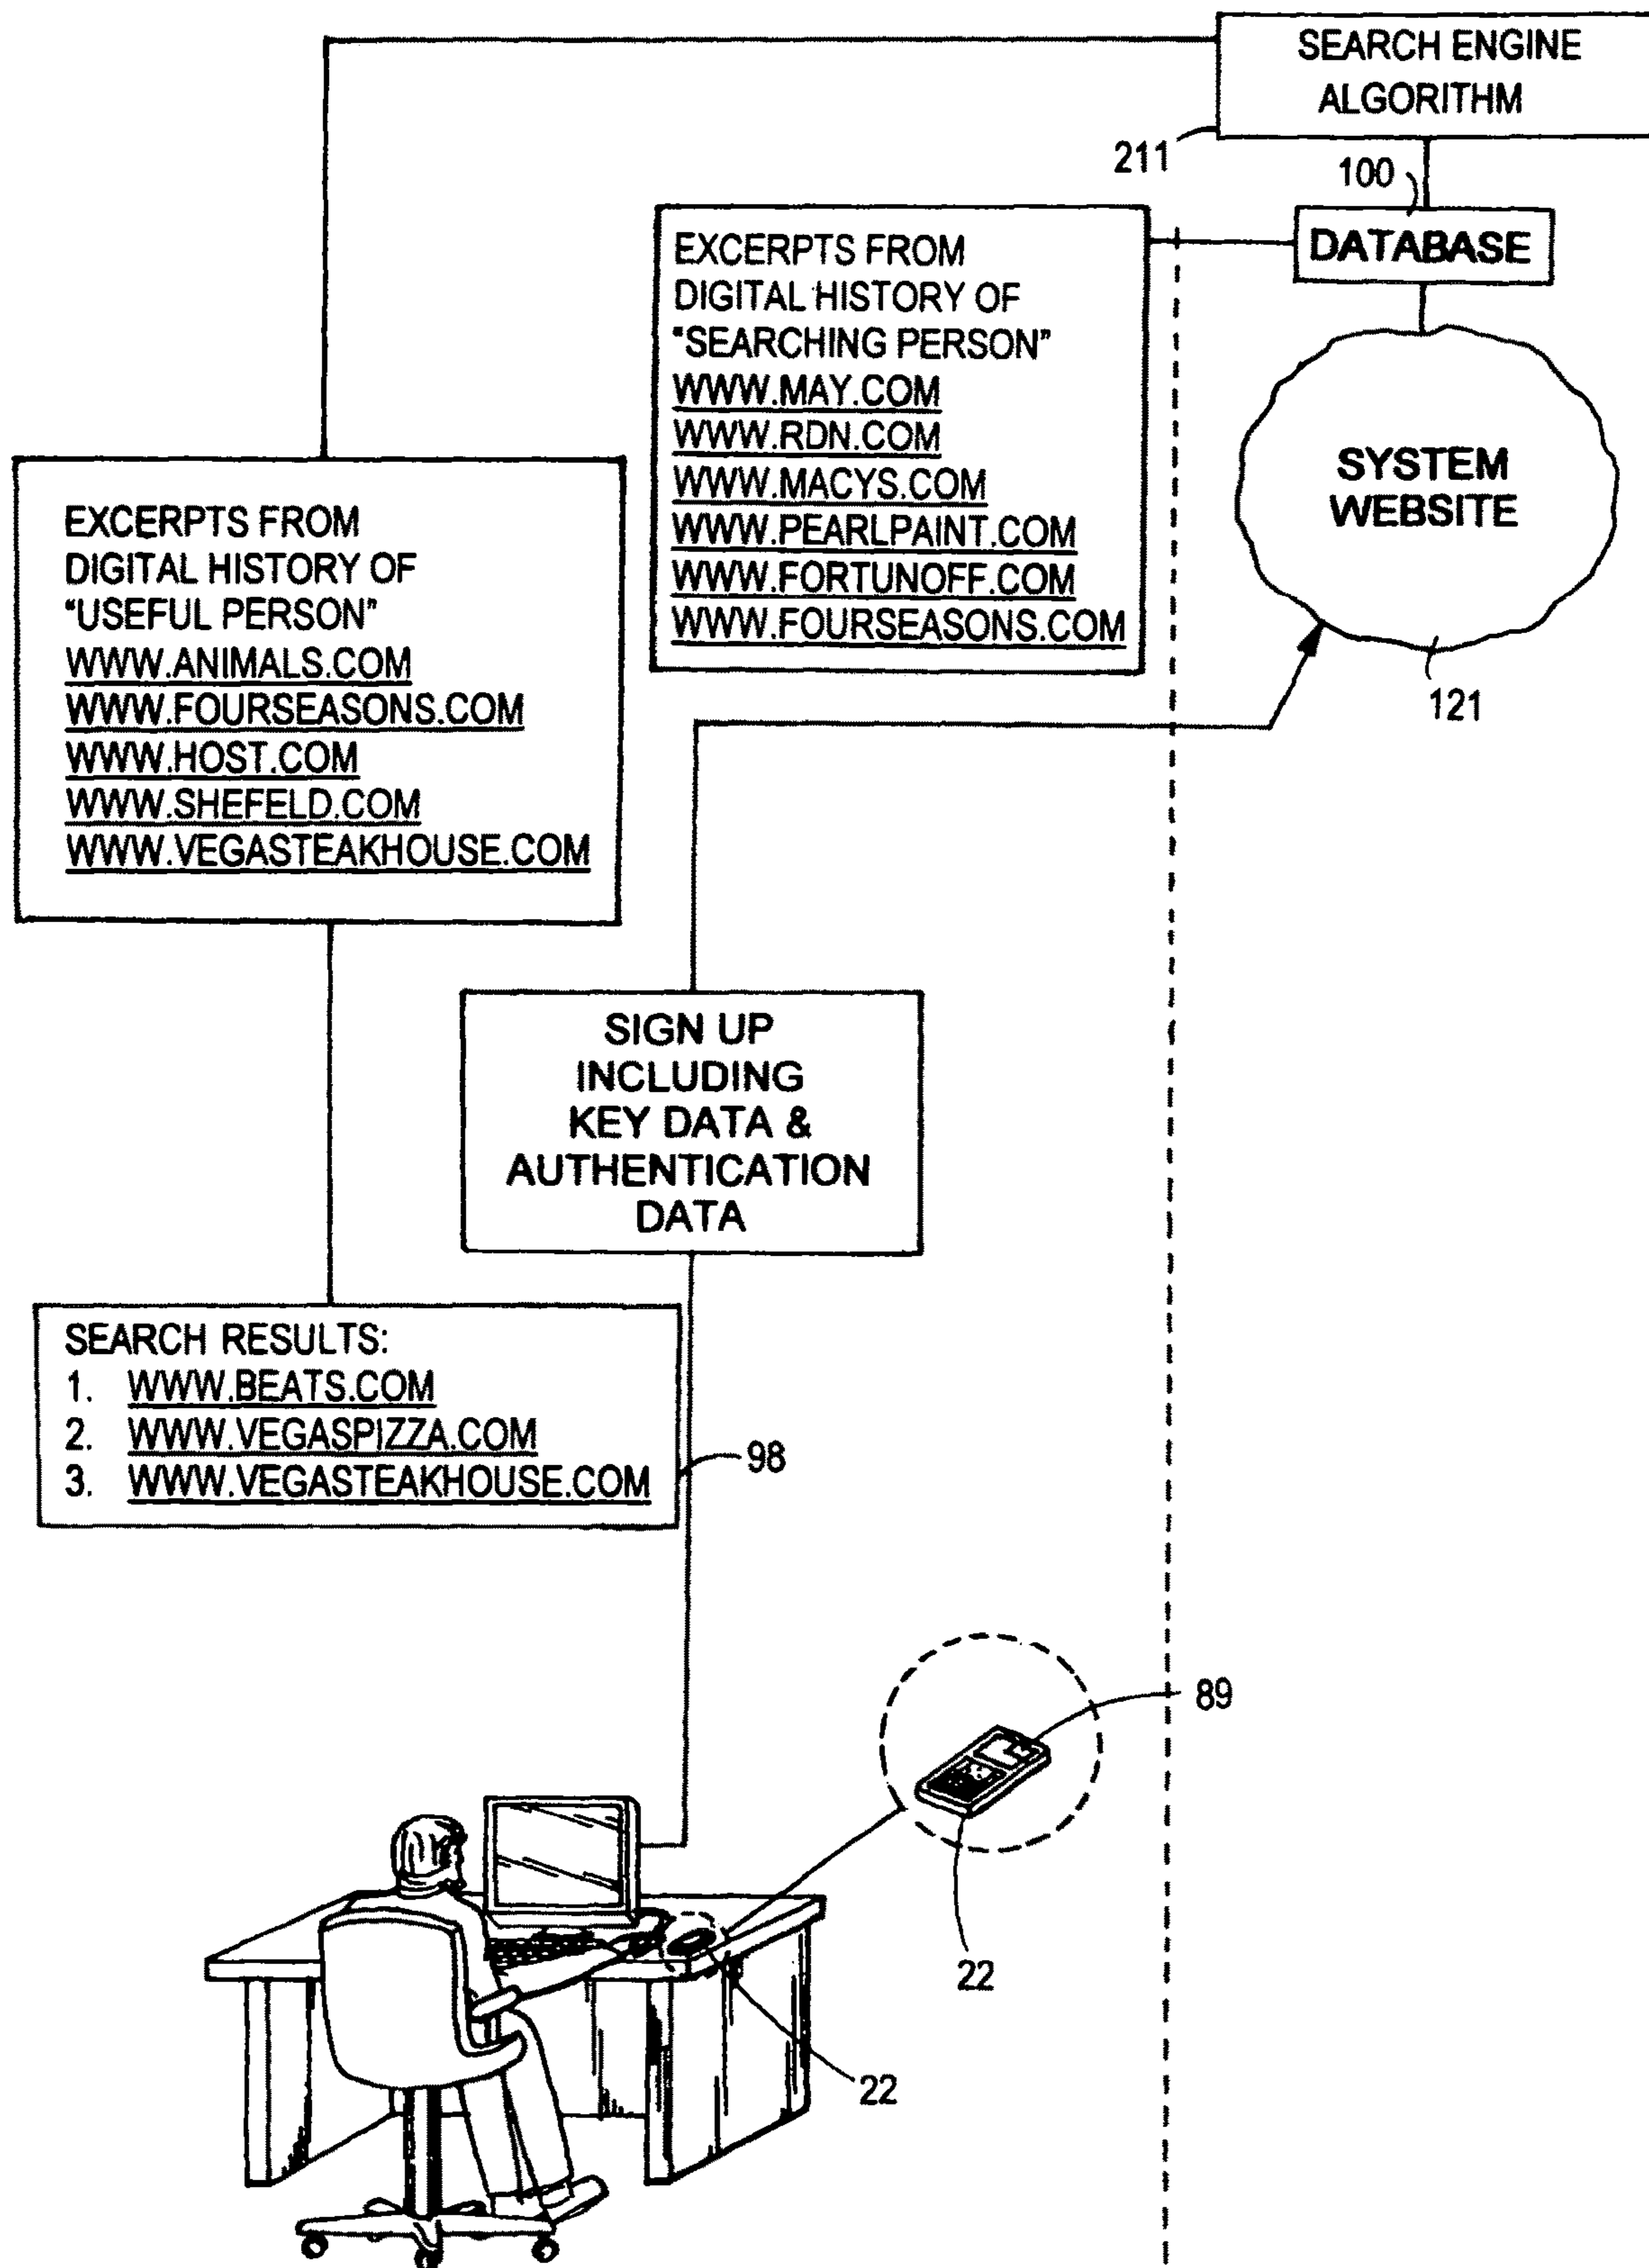 SEARCH ENGINE
ALGORITHM
211
100
DATABASE
EXCERPTS FROM
DIGITAL HISTORY OF
"SEARCHING PERSON"
WWW.MAY.COM
WWW.RDN.COM
WWW.MACYS.COM
WWW.PEARLPAINT.COM
WWW.FORTUNOFF.COM
WWW.FOURSEASONS.COM
SYSTEM
WEBSITE
121
EXCERPTS FROM
DIGITAL HISTORY OF
"USEFUL PERSON"
WWW.ANIMALS.COM
WWW.FOURSEASONS.COM
WWW.HOST.COM
WWW.SHEFELD.COM
WWW.VEGASTEAKHOUSE.COM
SIGN UP
INCLUDING
KEY DATA &
AUTHENTICATION
DATA
SEARCH RESULTS:
1. WWW.BEATS.COM
2. WWW.VEGASPIZZA.COM
3. WWW.VEGASTEAKHOUSE.COM
98
89
22
22